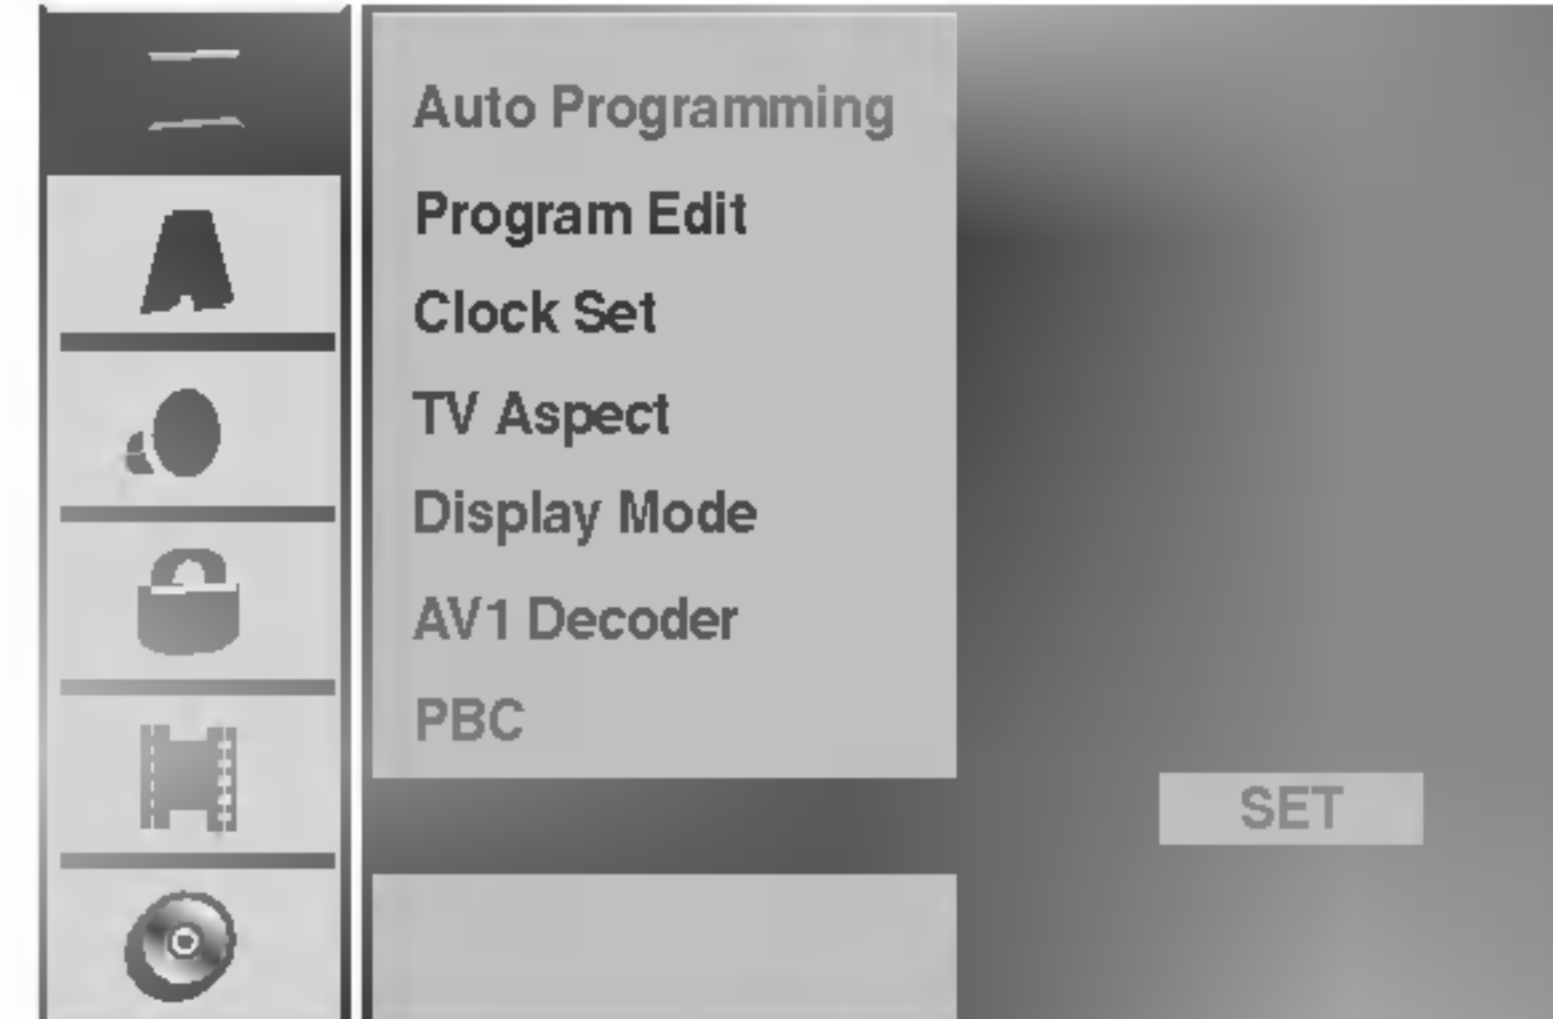 Auto Programming
Program Edit
Clock Set
TV Aspect
Display Mode
AV1 Decoder
PBC
SET